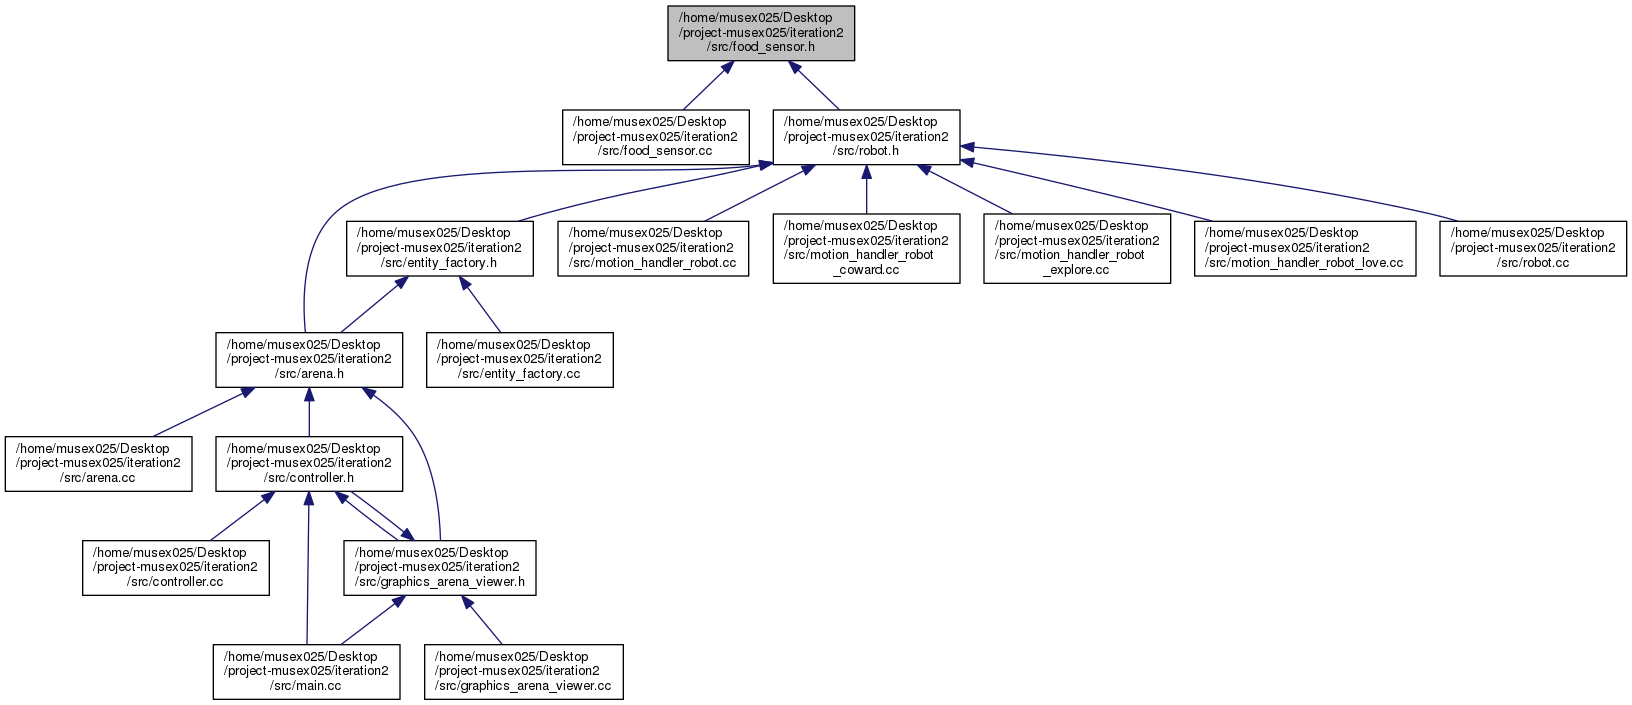 /home/musex025/Desktop
/project-musex025/iteration2
/src/food_sensor.h
/home/musex025/Desktop
/project-musex025/iteration2
/src/food_sensor.cc
/home/musex025/Desktop
/project-musex025/iteration2
/src/robot.h
/home/musex025/Desktop
/project-musex025/iteration2
/src/entity_factory.h
/home/musex025/Desktop
/project-musex025/iteration2
/src/motion_handler_robot.cc
/home/musex025/Desktop
/project-musex025/iteration2
/src/motion_handler_robot
_coward.cc
/home/musex025/Desktop
/project-musex025/iteration2
/src/motion_handler_robot
_explore.cc
/home/musex025/Desktop
/project-musex025/iteration2
/src/motion_handler_robot_love.cc
/home/musex025/Desktop
/project-musex025/iteration2
/src/robot.cc
/home/musex025/Desktop
/project-musex025/iteration2
/src/arena.h
/home/musex025/Desktop
/project-musex025/iteration2
/src/entity_factory.cc
/home/musex025/Desktop
/project-musex025/iteration2
/src/arena.cc
/home/musex025/Desktop
/project-musex025/iteration2
/src/controller.h
/home/musex025/Desktop
/project-musex025/iteration2
/src/controller.cc
/home/musex025/Desktop
/project-musex025/iteration2
/src/graphics_arena_viewer.h
/home/musex025/Desktop
/project-musex025/iteration2
/src/main.cc
/home/musex025/Desktop
/project-musex025/iteration2
/src/graphics_arena_viewer.cc